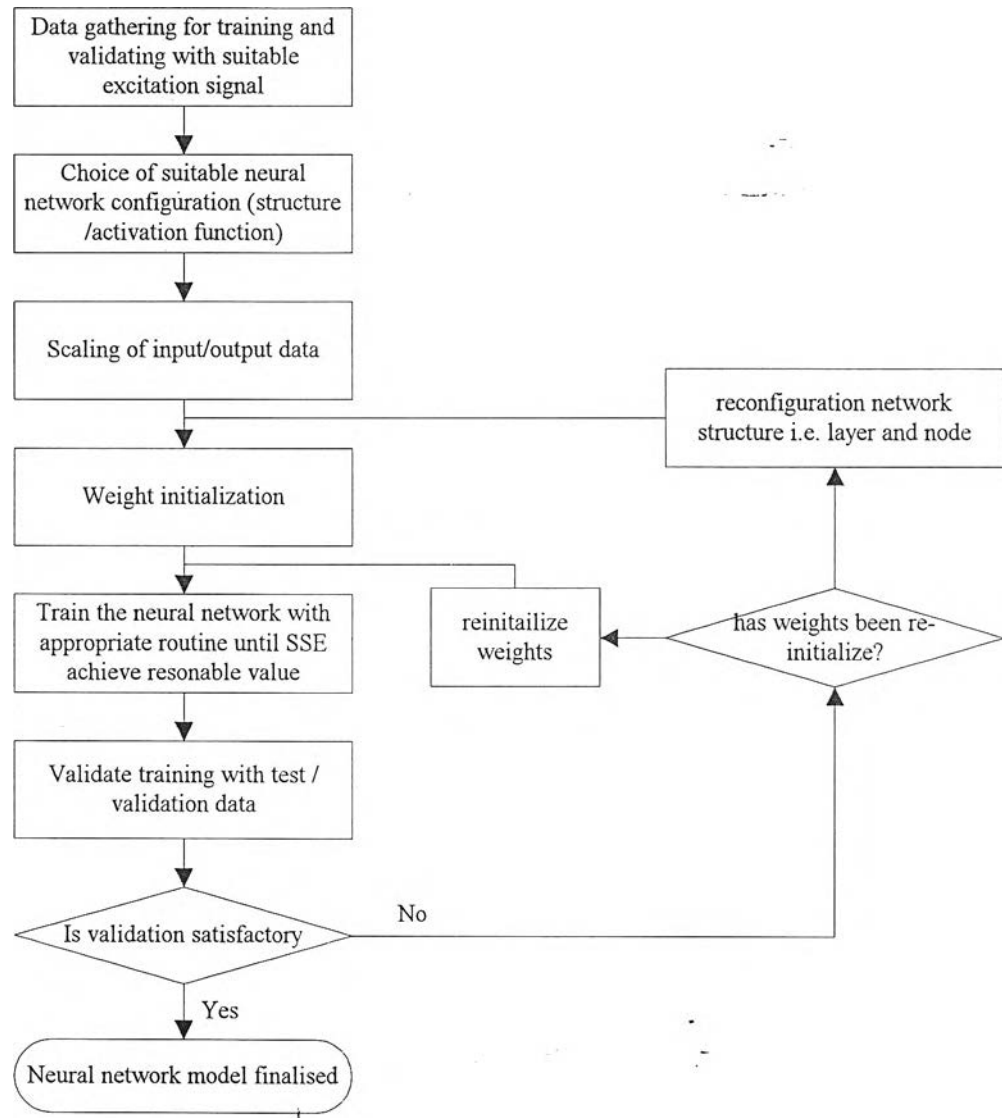 Data gathering for training and
validating with suitable
excitation signal
Choice of suitable neural
network configuration (structure
/activation function)
Scaling of input/output data
reconfiguration network
structure i.e. layer and node
Weight initialization
Train the neural network with
appropriate routine until SSE
achieve resonable value
reinitailize
weights
has weights been re-
initialize?
Validate training with test /
validation data
Is validation satisfactory
No
Yes
Neural network model finalised